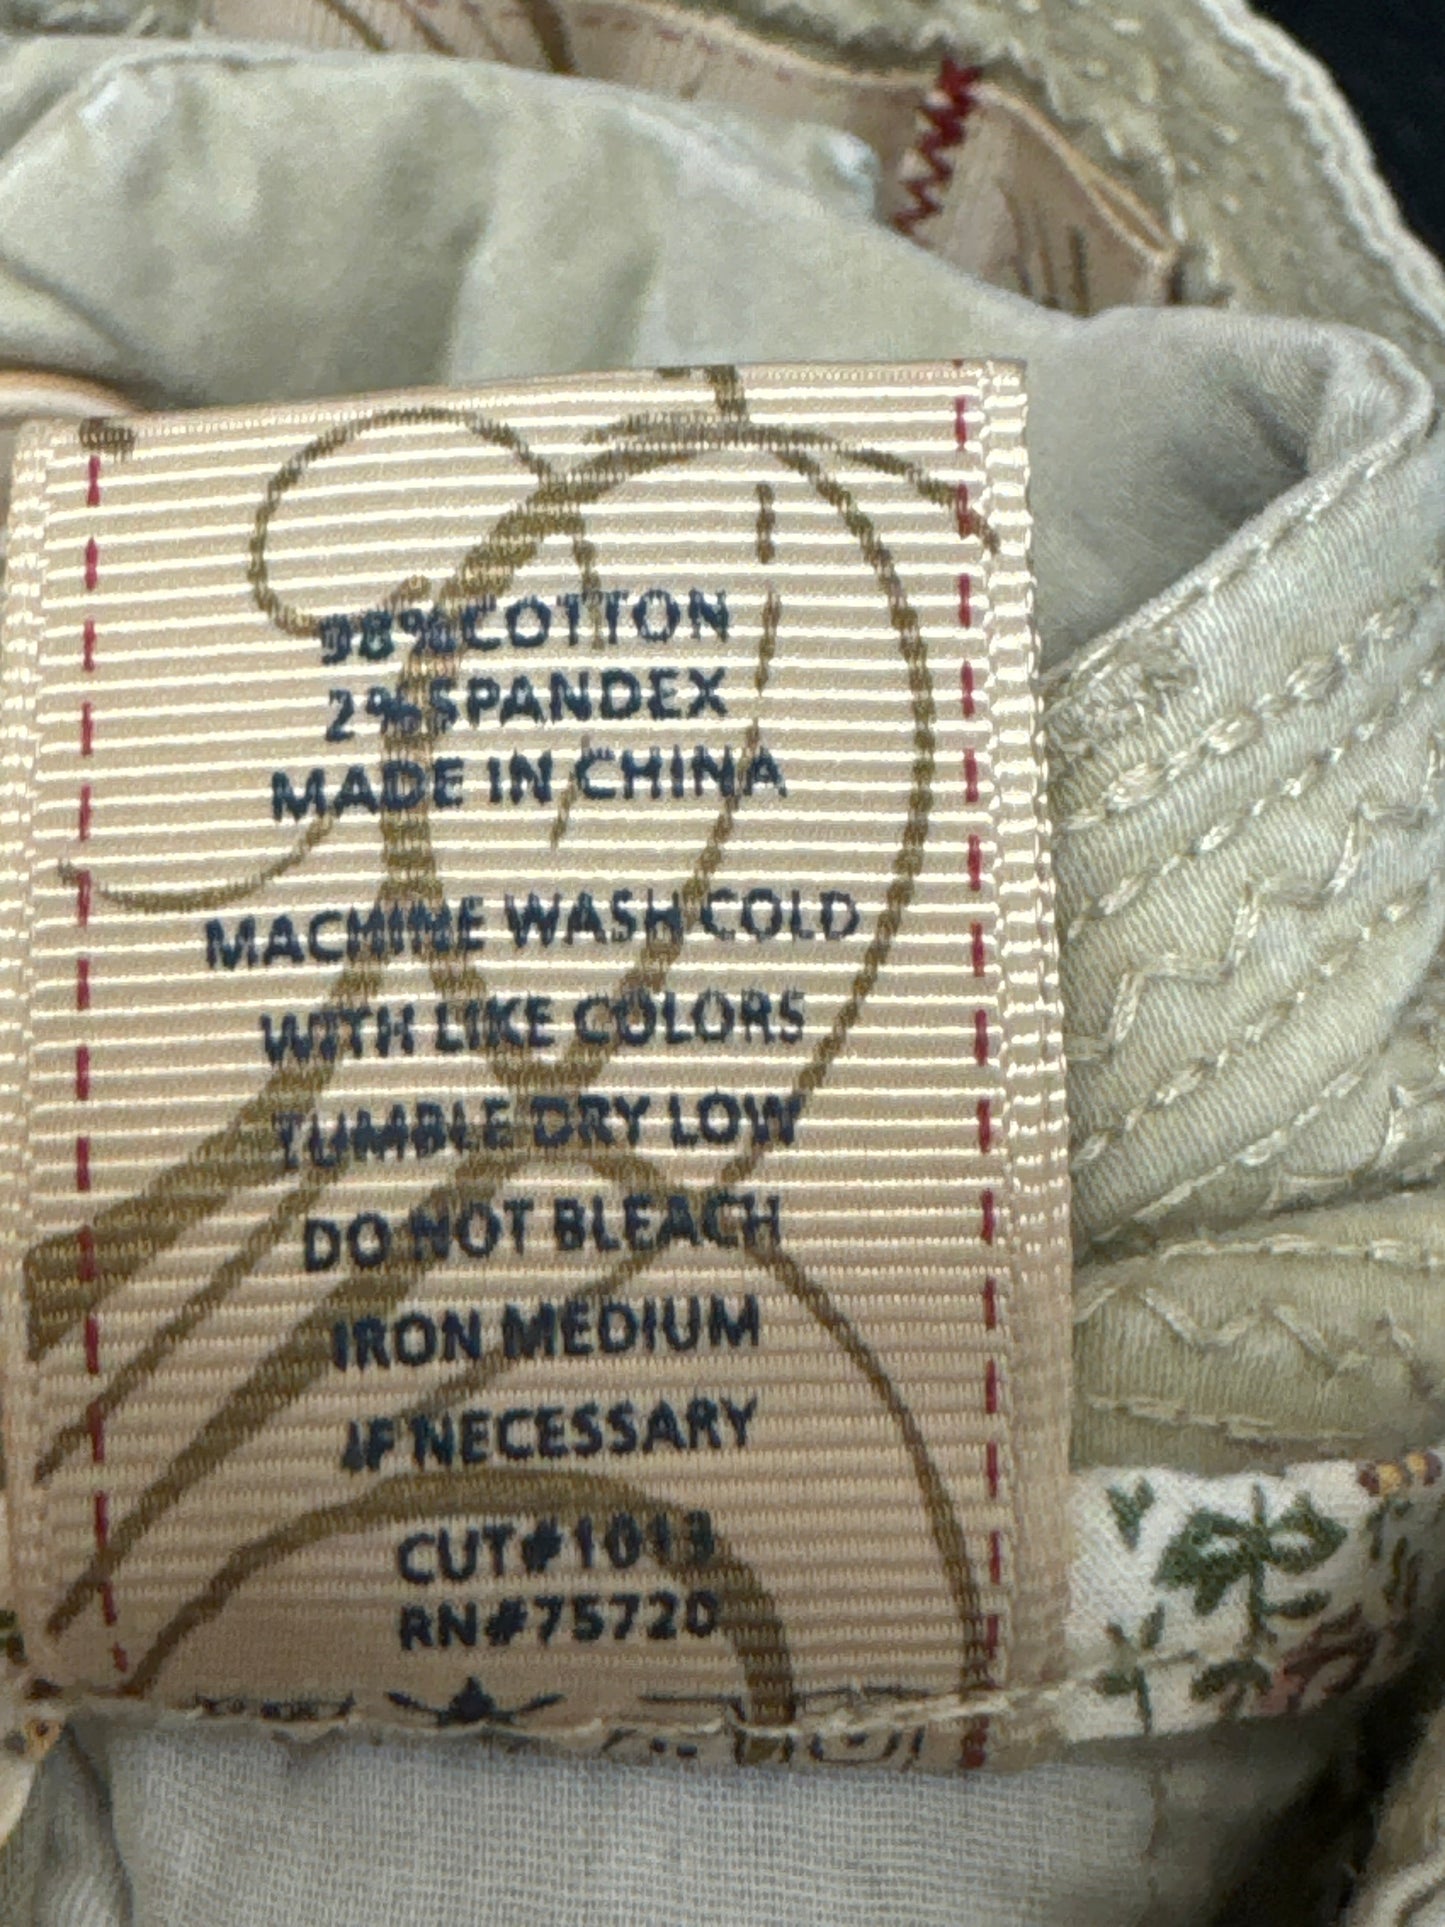 98% COTTON
2% SPANDEX
MADE IN CHINA
MACHINE WASH COLD
WITH LIKE COLORS
TUMBLE DRY LOW
DO NOT BLEACH
IRON MEDIUM
IF NECESSARY
CUT#1013
RN#75720